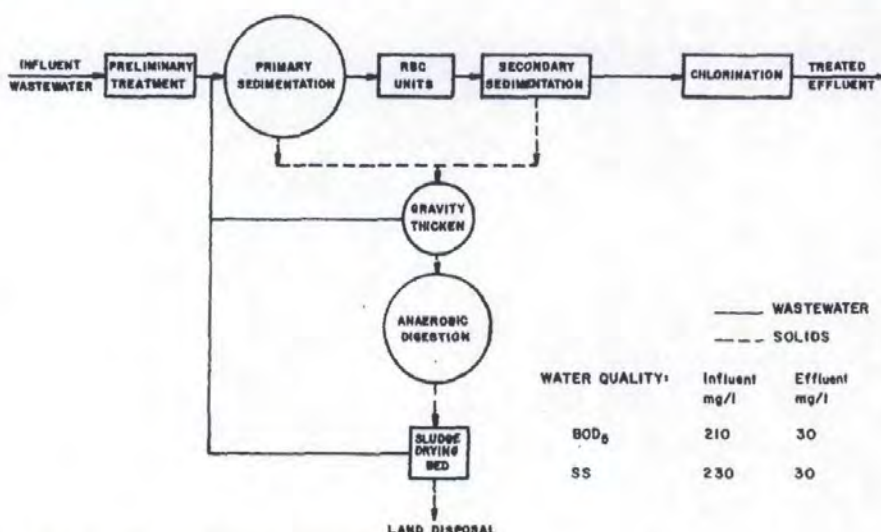 INFLUENT
WASTEWATER
PRELIMINARY
TREATMENT
PRIMARY
SEDIMENTATION
RBC
UNITS
SECONDARY
SEDIMENTATION
CHLORINATION
TREATED
EFFLUENT
GRAVITY
THICKEN
ANAEROBIC
DIGESTION
SLUDGE
DRYING
BED
LAND DISPOSAL
WASTEWATER
SOLIDS
WATER QUALITY: Influent Effluent
mg/l mg/l
BOD5 210 30
SS 230 30